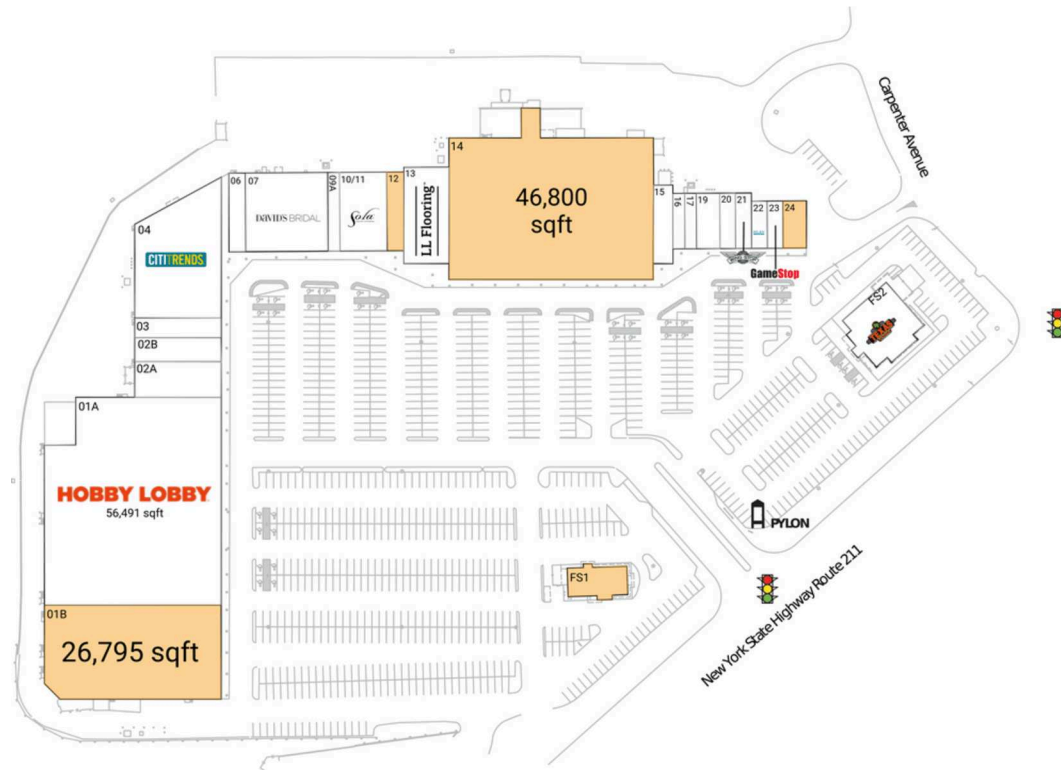 Carpenter Avenue
14
46,800
sqft
13
LL Flooring
06
07
DAVID'S BRIDAL
09A
10/11
Sola
12
15
16
17
19
20
21
22
23
24
GameStop
04
CITITRENDS
03
02B
02A
01A
HOBBY LOBBY
56,491 sqft
01B
26,795 sqft
FS2
FS1
PYLON
New York State Highway Route 211